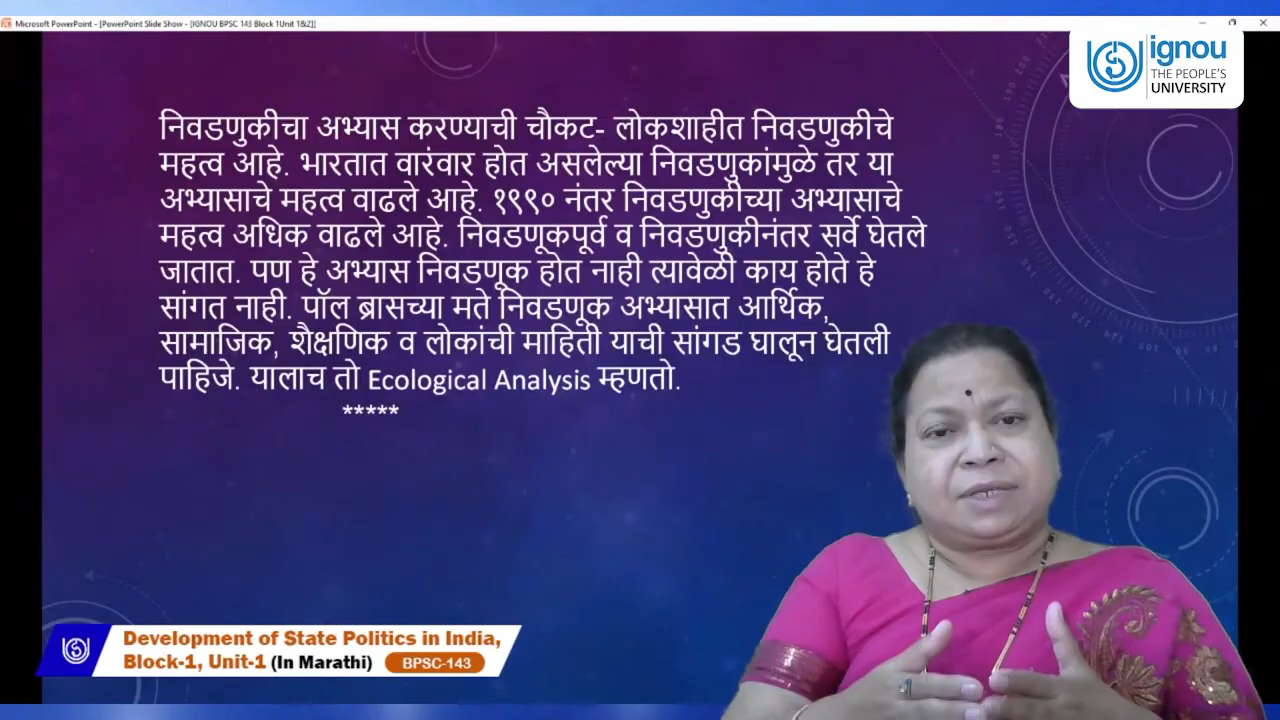 Microsoft PowerPoint - [PowerPoint Slide Show - [IGNOU BPSC 143 Block 1Unit 1&2]]
ignou
THE PEOPLE'S
UNIVERSITY
निवडणुकीचा अभ्यास करण्याची चौकट- लोकशाहीत निवडणुकीचे
महत्व आहे. भारतात वारंवार होत असलेल्या निवडणुकांमुळे तर या
अभ्यासाचे महत्व वाढले आहे. १९९० नंतर निवडणुकीच्या अभ्यासाचे
महत्व अधिक वाढले आहे. निवडणूकपूर्व व निवडणुकीनंतर सर्वे घेतले
जातात. पण हे अभ्यास निवडणूक होत नाही त्यावेळी काय होते हे
सांगत नाही. पॉल ब्रासच्या मते निवडणूक अभ्यासात आर्थिक,
सामाजिक, शैक्षणिक व लोकांची माहिती याची सांगड घालून घेतली
पाहिजे. यालाच तो Ecological Analysis म्हणतो.
*****
Development of State Politics in India,
Block-1, Unit-1 (In Marathi) BPSC-143